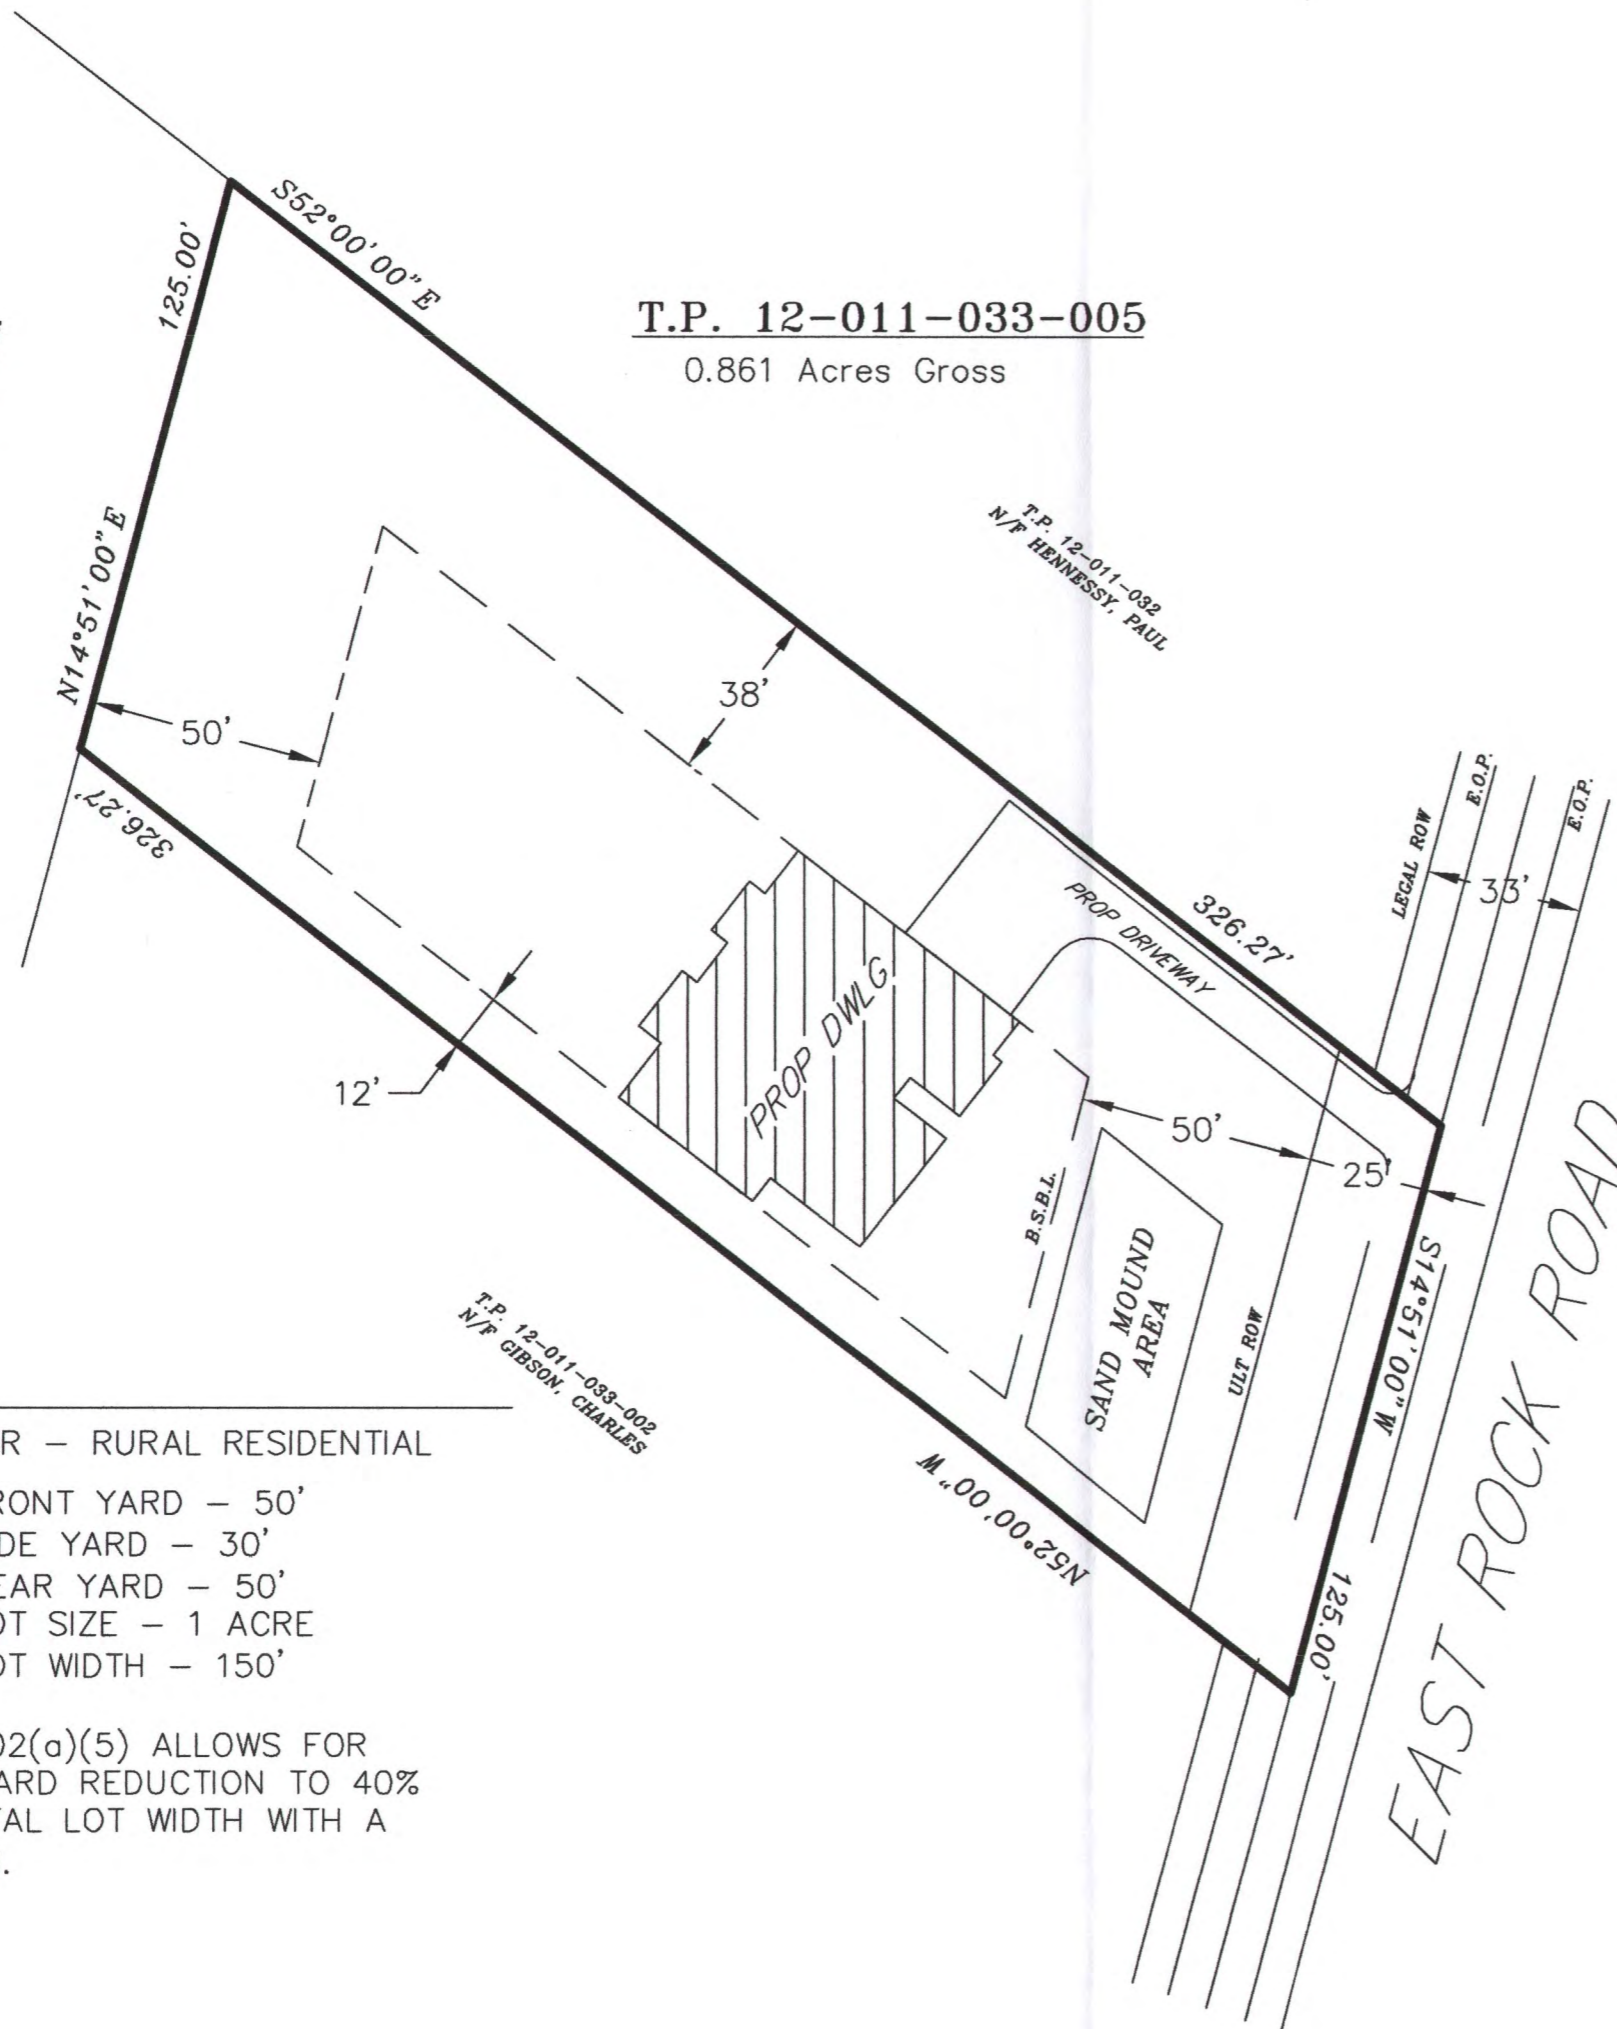 S52°00'00"E
125.00'
T.P. 12-011-033-005
0.861 Acres Gross
N14°51'00"E
T.P. 12-011-032
N/F HENNESSY, PAUL
38'
50'
326.27'
E.O.P.
E.O.P.
LEGAL ROW
33'
PROP DRIVEWAY
326.27'
PROP DWLG
12'
50'
25'
B.S.B.L.
SAND MOUND
AREA
ULT ROW
S14°51'00"W
EAST ROCK ROAD
T.P. 12-011-033-002
N/F GIBSON, CHARLES
N52°00'00"W
125.00'
R – RURAL RESIDENTIAL
RONT YARD – 50'
DE YARD – 30'
EAR YARD – 50'
OT SIZE – 1 ACRE
OT WIDTH – 150'
02(a)(5) ALLOWS FOR
ARD REDUCTION TO 40%
TAL LOT WIDTH WITH A
.